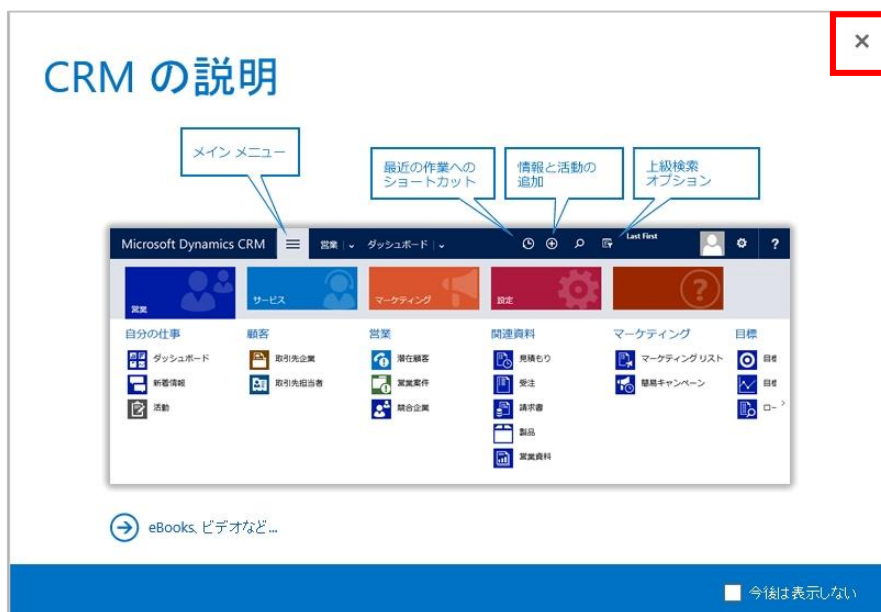 CRM の説明
メイン メニュー
最近の作業への
ショートカット
情報と活動の
追加
上級検索
オプション
Microsoft Dynamics CRM
営業
ダッシュボード
Last First
?
営業
サービス
マーケティング
設定
?
自分の仕事
ダッシュボード
新着情報
活動
顧客
取引先企業
取引先担当者
営業
潜在顧客
営業案件
競合企業
関連資料
見積もり
受注
請求書
製品
営業資料
マーケティング
マーケティング リスト
簡易キャンペーン
目標
ロー
eBooks、ビデオなど...
今後は表示しない